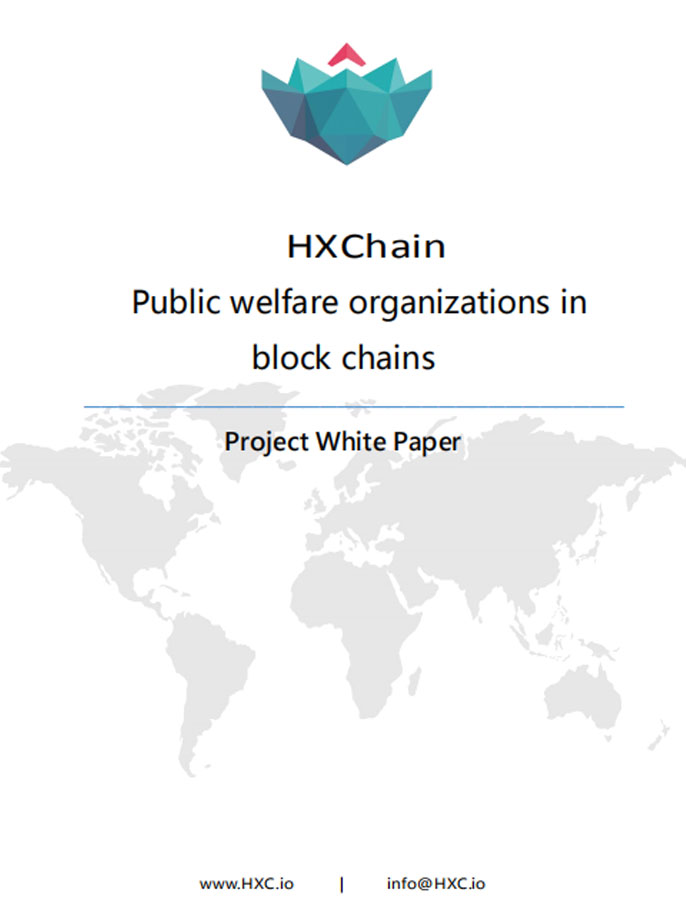 HXChain
Public welfare organizations in
block chains
Project White Paper
www.HXC.io | info@HXC.io